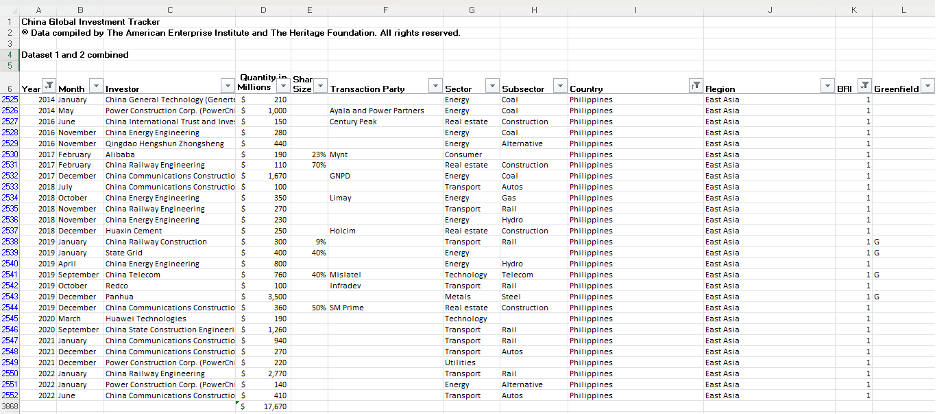 A B C D E F G H I J K L
1 China Global Investment Tracker
2 ® Data compiled by The American Enterprise Institute and The Heritage Foundation. All rights reserved.
3
4 Dataset 1 and 2 combined
5
6 Year Month Investor Quantity in Millions Share Size Transaction Party Sector Subsector Country Region BRI Greenfield
2525 2014 January China General Technology (Genert $ 210 Energy Coal Philippines East Asia 1
2526 2014 May Power Construction Corp. (PowerChi $ 1,000 Ayala and Power Partners Energy Coal Philippines East Asia 1
2527 2016 June China International Trust and Inves $ 150 Century Peak Real estate Construction Philippines East Asia 1
2528 2016 November China Energy Engineering $ 280 Energy Coal Philippines East Asia 1
2529 2016 November Qingdao Hengshun Zhongsheng $ 440 Energy Alternative Philippines East Asia 1
2530 2017 February Alibaba $ 190 23% Mynt Consumer Philippines East Asia 1
2531 2017 February China Railway Engineering $ 110 70% Real estate Construction Philippines East Asia 1
2532 2017 December China Communications Constructio $ 1,670 GNPD Energy Coal Philippines East Asia 1
2533 2018 July China Communications Constructio $ 100 Transport Autos Philippines East Asia 1
2534 2018 October China Energy Engineering $ 350 Limay Energy Gas Philippines East Asia 1
2535 2018 November China Railway Engineering $ 270 Transport Rail Philippines East Asia 1
2536 2018 November China Energy Engineering $ 230 Energy Hydro Philippines East Asia 1
2537 2018 December Huaxin Cement $ 250 Holcim Real estate Construction Philippines East Asia 1
2538 2019 January China Railway Construction $ 300 9% Transport Rail Philippines East Asia 1 G
2539 2019 January State Grid $ 400 40% Energy Philippines East Asia 1 G
2540 2019 April China Energy Engineering $ 800 Energy Hydro Philippines East Asia 1
2541 2019 September China Telecom $ 760 40% Mislatel Technology Telecom Philippines East Asia 1 G
2542 2019 October Redco $ 100 Infradev Transport Rail Philippines East Asia 1
2543 2019 December Panhua $ 3,500 Metals Steel Philippines East Asia 1 G
2544 2019 December China Communications Constructio $ 360 50% SM Prime Real estate Construction Philippines East Asia 1
2545 2020 March Huawei Technologies $ 190 Technology Philippines East Asia 1
2546 2020 September China State Construction Engineeri $ 1,260 Transport Rail Philippines East Asia 1
2547 2021 January China Communications Constructio $ 940 Transport Rail Philippines East Asia 1
2548 2021 December China Communications Constructio $ 270 Transport Autos Philippines East Asia 1
2549 2021 December Power Construction Corp. (PowerChi $ 220 Utilities Philippines East Asia 1
2550 2022 January China Railway Engineering $ 2,770 Transport Rail Philippines East Asia 1
2551 2022 January Power Construction Corp. (PowerChi $ 140 Energy Alternative Philippines East Asia 1
2552 2022 June China Communications Constructio $ 410 Transport Autos Philippines East Asia 1
3868 $ 17,670